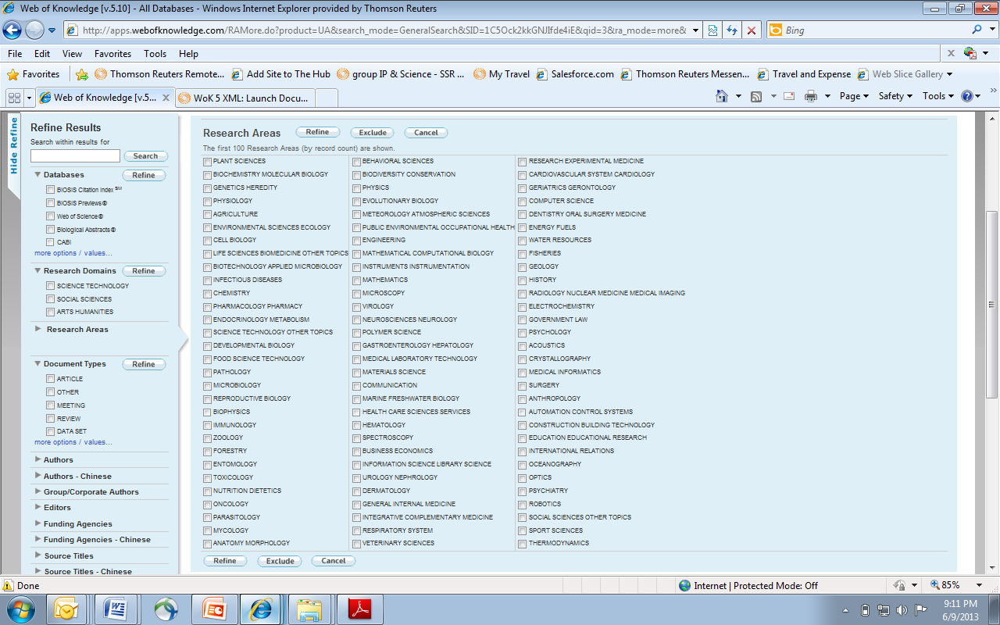 Web of Knowledge [v.5.10] - All Databases - Windows Internet Explorer provided by Thomson Reuters
http://apps.webofknowledge.com/RAMore.do?product=UA&search_mode=GeneralSearch&SID=1C5Ock2kkGNJIfde4iE&qid=3&ra_mode=more&
Bing
File Edit View Favorites Tools Help
Favorites Thomson Reuters Remote... Add Site to The Hub group IP & Science - SSR ... My Travel Salesforce.com Thomson Reuters Messen... Travel and Expense Web Slice Gallery
Web of Knowledge [v.5... WoK 5 XML: Launch Docu...
Page Safety Tools
Hide Refine
Refine Results
Search within results for
Search
Databases Refine
BIOSIS Citation Index SM
BIOSIS Previews®
Web of Science®
Biological Abstracts®
CABI
more options / values...
Research Domains Refine
SCIENCE TECHNOLOGY
SOCIAL SCIENCES
ARTS HUMANITIES
Research Areas
Document Types Refine
ARTICLE
OTHER
MEETING
REVIEW
DATA SET
more options / values...
Authors
Authors - Chinese
Group/Corporate Authors
Editors
Funding Agencies
Funding Agencies - Chinese
Source Titles
Source Titles - Chinese
Research Areas Refine Exclude Cancel
The first 100 Research Areas (by record count) are shown.
PLANT SCIENCES
BIOCHEMISTRY MOLECULAR BIOLOGY
GENETICS HEREDITY
PHYSIOLOGY
AGRICULTURE
ENVIRONMENTAL SCIENCES ECOLOGY
CELL BIOLOGY
LIFE SCIENCES BIOMEDICINE OTHER TOPICS
BIOTECHNOLOGY APPLIED MICROBIOLOGY
INFECTIOUS DISEASES
CHEMISTRY
PHARMACOLOGY PHARMACY
ENDOCRINOLOGY METABOLISM
SCIENCE TECHNOLOGY OTHER TOPICS
DEVELOPMENTAL BIOLOGY
FOOD SCIENCE TECHNOLOGY
PATHOLOGY
MICROBIOLOGY
REPRODUCTIVE BIOLOGY
BIOPHYSICS
IMMUNOLOGY
ZOOLOGY
FORESTRY
ENTOMOLOGY
TOXICOLOGY
NUTRITION DIETETICS
ONCOLOGY
PARASITOLOGY
MYCOLOGY
ANATOMY MORPHOLOGY
BEHAVIORAL SCIENCES
BIODIVERSITY CONSERVATION
PHYSICS
EVOLUTIONARY BIOLOGY
METEOROLOGY ATMOSPHERIC SCIENCES
PUBLIC ENVIRONMENTAL OCCUPATIONAL HEALTH
ENGINEERING
MATHEMATICAL COMPUTATIONAL BIOLOGY
INSTRUMENTS INSTRUMENTATION
MATHEMATICS
MICROSCOPY
VIROLOGY
NEUROSCIENCES NEUROLOGY
POLYMER SCIENCE
GASTROENTEROLOGY HEPATOLOGY
MEDICAL LABORATORY TECHNOLOGY
MATERIALS SCIENCE
COMMUNICATION
MARINE FRESHWATER BIOLOGY
HEALTH CARE SCIENCES SERVICES
HEMATOLOGY
SPECTROSCOPY
BUSINESS ECONOMICS
INFORMATION SCIENCE LIBRARY SCIENCE
UROLOGY NEPHROLOGY
DERMATOLOGY
GENERAL INTERNAL MEDICINE
INTEGRATIVE COMPLEMENTARY MEDICINE
RESPIRATORY SYSTEM
VETERINARY SCIENCES
RESEARCH EXPERIMENTAL MEDICINE
CARDIOVASCULAR SYSTEM CARDIOLOGY
GERIATRICS GERONTOLOGY
COMPUTER SCIENCE
DENTISTRY ORAL SURGERY MEDICINE
ENERGY FUELS
WATER RESOURCES
FISHERIES
GEOLOGY
HISTORY
RADIOLOGY NUCLEAR MEDICINE MEDICAL IMAGING
ELECTROCHEMISTRY
GOVERNMENT LAW
PSYCHOLOGY
ACOUSTICS
CRYSTALLOGRAPHY
MEDICAL INFORMATICS
SURGERY
ANTHROPOLOGY
AUTOMATION CONTROL SYSTEMS
CONSTRUCTION BUILDING TECHNOLOGY
EDUCATION EDUCATIONAL RESEARCH
INTERNATIONAL RELATIONS
OCEANOGRAPHY
OPTICS
PSYCHIATRY
ROBOTICS
SOCIAL SCIENCES OTHER TOPICS
SPORT SCIENCES
THERMODYNAMICS
Refine Exclude Cancel
Done
Internet | Protected Mode: Off
85%
9:11 PM
6/9/2013